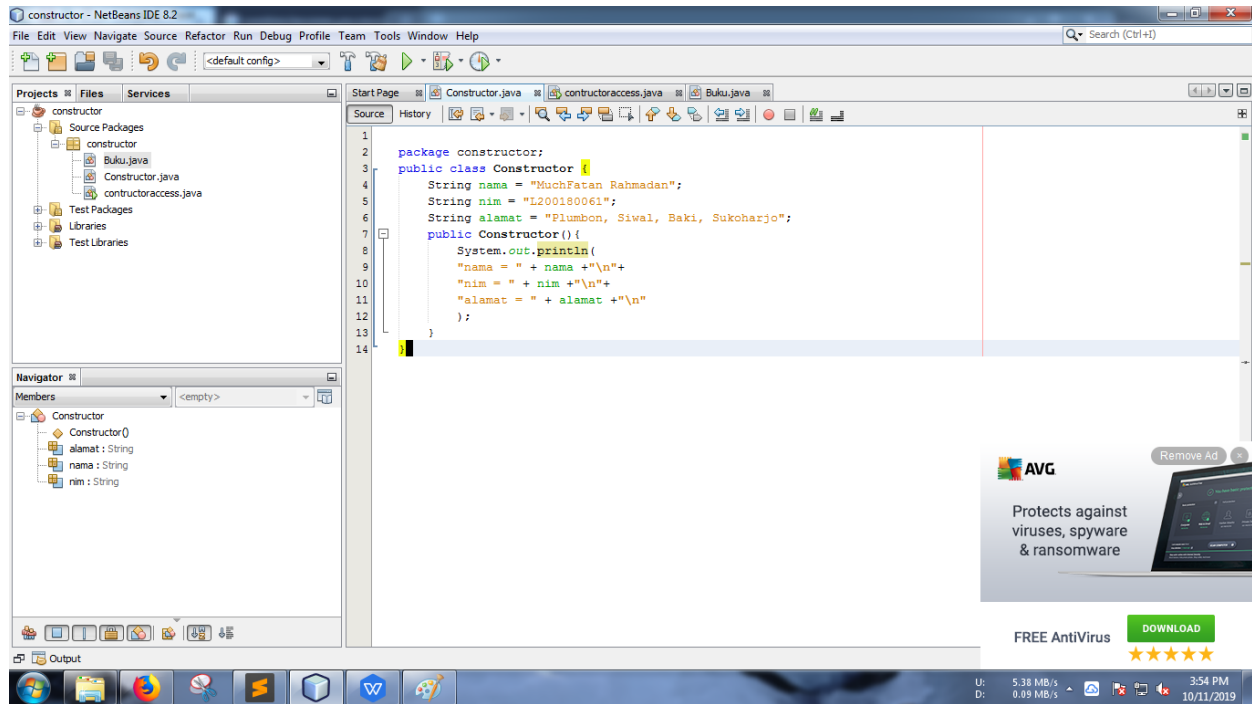 constructor - NetBeans IDE 8.2
File Edit View Navigate Source Refactor Run Debug Profile Team Tools Window Help
Search (Ctrl+I)
<default config>
Projects Files Services
constructor
Source Packages
constructor
Buku.java
Constructor.java
contructoraccess.java
Test Packages
Libraries
Test Libraries
Navigator
Members <empty>
Constructor
Constructor()
alamat : String
nama : String
nim : String
Start Page Constructor.java contructoraccess.java Buku.java
Source History
1
2 package constructor;
3 public class Constructor {
4 String nama = "MuchFatan Rahmadan";
5 String nim = "L200180061";
6 String alamat = "Plumbon, Siwal, Baki, Sukoharjo";
7 public Constructor(){
8 System.out.println(
9 "nama = " + nama +"\n"+
10 "nim = " + nim +"\n"+
11 "alamat = " + alamat +"\n"
12 );
13 }
14 }
Remove Ad
AVG
Protects against
viruses, spyware
& ransomware
FREE AntiVirus
DOWNLOAD
Output
U: 5.38 MB/s
D: 0.09 MB/s
3:54 PM
10/11/2019